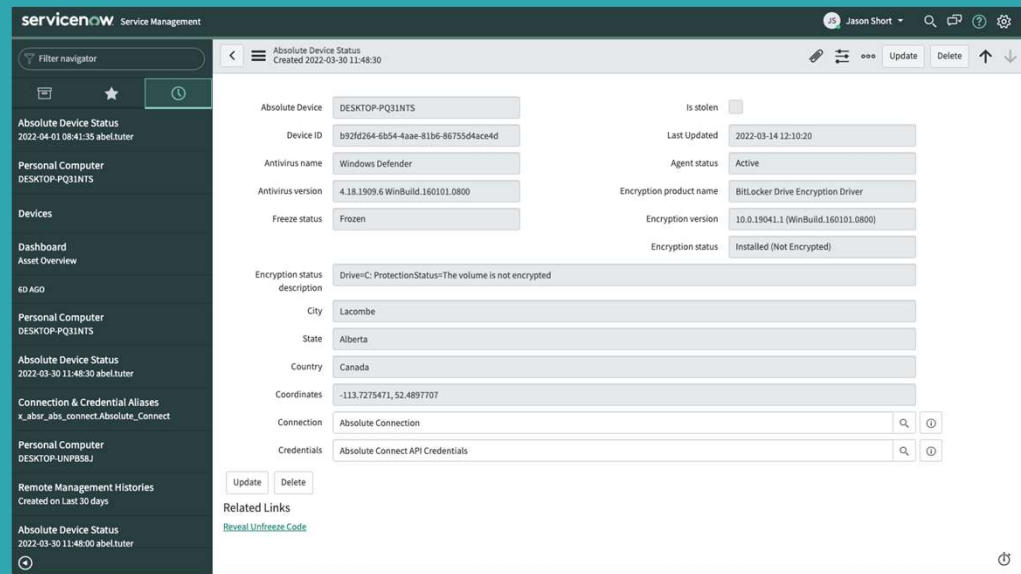 servicenow Service Management
JS Jason Short
Filter navigator
Absolute Device Status
2022-04-01 08:41:35 abel.tuter
Personal Computer
DESKTOP-PQ31NTS
Devices
Dashboard
Asset Overview
6D AGO
Personal Computer
DESKTOP-PQ31NTS
Absolute Device Status
2022-03-30 11:48:30 abel.tuter
Connection & Credential Aliases
x_absr_abs_connect.Absolute_Connect
Personal Computer
DESKTOP-UNPB58J
Remote Management Histories
Created on Last 30 days
Absolute Device Status
2022-03-30 11:48:00 abel.tuter
Absolute Device Status
Created 2022-03-30 11:48:30
Update Delete
Absolute Device DESKTOP-PQ31NTS
Is stolen
Device ID b92fd264-6b54-4aae-81b6-86755d4ace4d
Last Updated 2022-03-14 12:10:20
Antivirus name Windows Defender
Agent status Active
Antivirus version 4.18.1909.6 WinBuild.160101.0800
Encryption product name BitLocker Drive Encryption Driver
Freeze status Frozen
Encryption version 10.0.19041.1 (WinBuild.160101.0800)
Encryption status Installed (Not Encrypted)
Encryption status description Drive=C: ProtectionStatus=The volume is not encrypted
City Lacombe
State Alberta
Country Canada
Coordinates -113.7275471, 52.4897707
Connection Absolute Connection
Credentials Absolute Connect API Credentials
Update Delete
Related Links
Reveal Unfreeze Code